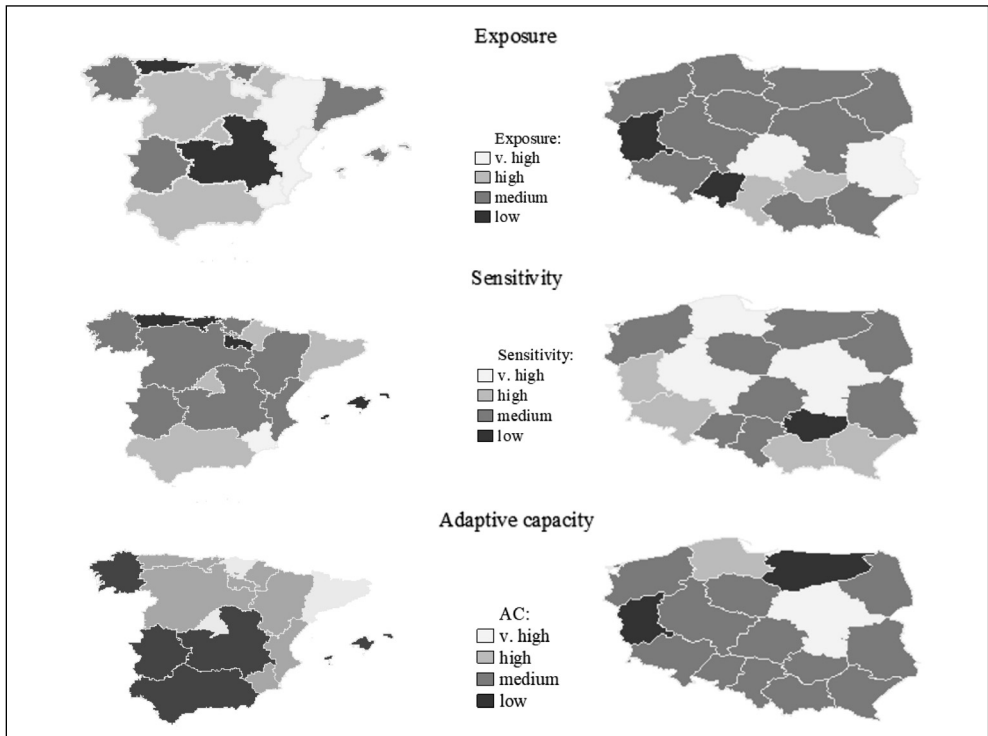 Exposure
Exposure:
v. high
high
medium
low
Sensitivity
Sensitivity:
v. high
high
medium
low
Adaptive capacity
AC:
v. high
high
medium
low